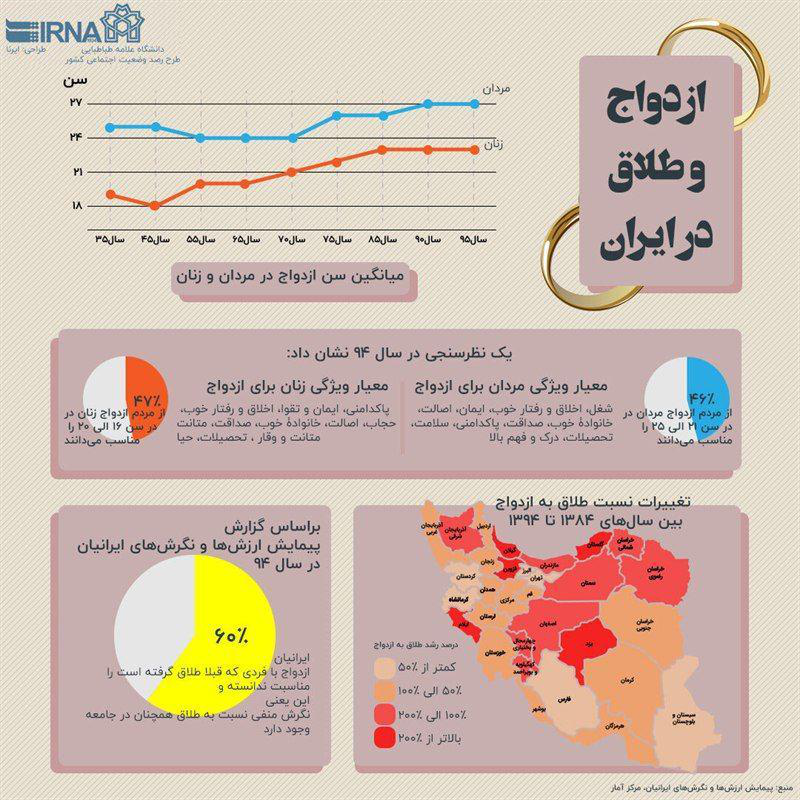 IRNA
دانشگاه علامه طباطبایی
طراحی: ایرنا
طرح رصد وضعیت اجتماعی کشور
ازدواج
و طلاق
در ایران
سن
۲۷
۲۴
۲۱
۱۸
مردان
زنان
سال۳۵
سال۴۵
سال۵۵
سال۶۵
سال۷۰
سال۷۵
سال۸۵
سال۹۰
سال۹۵
میانگین سن ازدواج در مردان و زنان
یک نظرسنجی در سال ۹۴ نشان داد:
۴۶٪
از مردم ازدواج مردان در
سن ۲۱ الی ۲۵ را
مناسب می‌دانند
معیار ویژگی مردان برای ازدواج
شغل، اخلاق و رفتار خوب، ایمان، اصالت،
خانوادهٔ خوب، صداقت، پاکدامنی، سلامت،
تحصیلات، درک و فهم بالا
معیار ویژگی زنان برای ازدواج
پاکدامنی، ایمان و تقوا، اخلاق و رفتار خوب،
حجاب، اصالت، خانوادهٔ خوب، صداقت، متانت
متانت و وقار ، تحصیلات، حیا
۴۷٪
از مردم ازدواج زنان در
در سن ۱۶ الی ۲۰ را
مناسب می‌دانند
تغییرات نسبت طلاق به ازدواج
بین سال‌های ۱۳۸۴ تا ۱۳۹۴
آذربایجان
غربی
آذربایجان
شرقی
اردبیل
گیلان
زنجان
کردستان
قزوین
البرز
تهران
مازندران
گلستان
خراسان
شمالی
خراسان
رضوی
سمنان
کرمانشاه
همدان
مرکزی
قم
ایلام
لرستان
اصفهان
خراسان
جنوبی
یزد
خوزستان
چهارمحال
و بختیاری
کهگیلویه
و بویراحمد
فارس
کرمان
بوشهر
هرمزگان
سیستان و
بلوچستان
درصد رشد طلاق به ازدواج
کمتر از ۵۰٪
۵۰ الی ۱۰۰٪
۱۰۰ الی ۲۰۰٪
بالاتر از ۲۰۰٪
براساس گزارش
پیمایش ارزش‌ها و نگرش‌های ایرانیان
در سال ۹۴
۶۰٪
ایرانیان
ازدواج با فردی که قبلا طلاق گرفته است را
مناسبت ندانسته و
این یعنی
نگرش منفی نسبت به طلاق همچنان در جامعه
وجود دارد
منبع: پیمایش ارزش‌ها و نگرش‌های ایرانیان، مرکز آمار